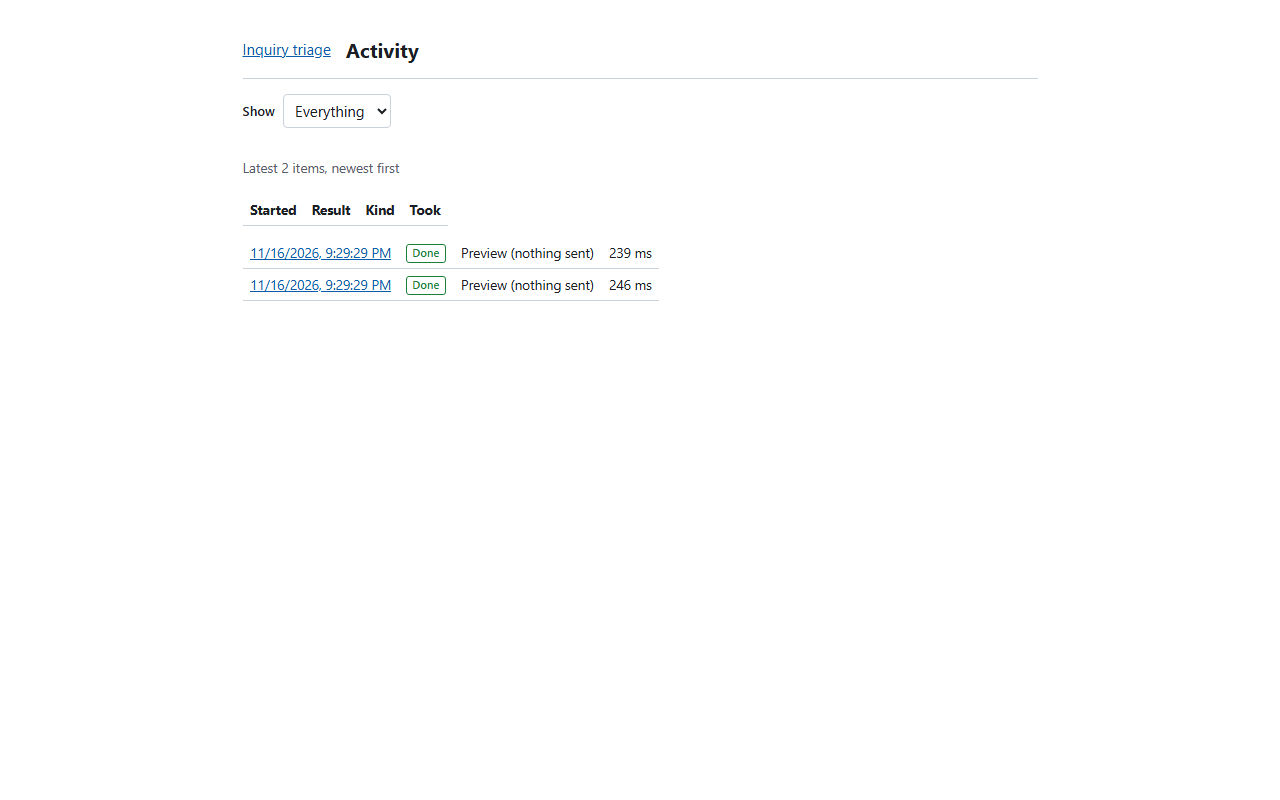 Inquiry triage Activity
Show Everything
Latest 2 items, newest first
Started Result Kind Took
11/16/2026, 9:29:29 PM Done Preview (nothing sent) 239 ms
11/16/2026, 9:29:29 PM Done Preview (nothing sent) 246 ms